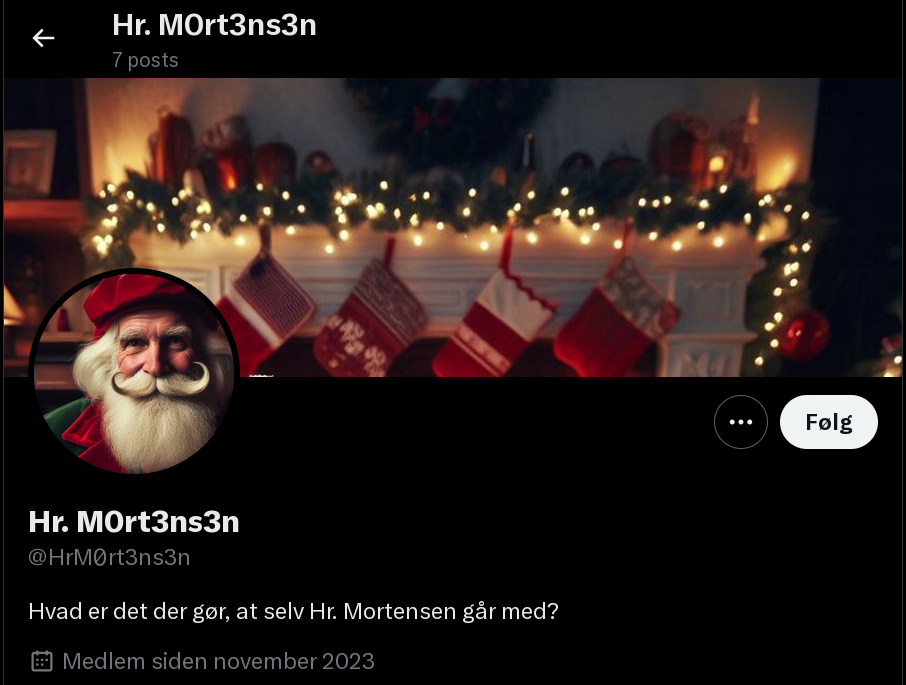 Hr. M0rt3ns3n
7 posts
Følg
Hr. M0rt3ns3n
@HrM0rt3ns3n
Hvad er det der gør, at selv Hr. Mortensen går med?
Medlem siden november 2023